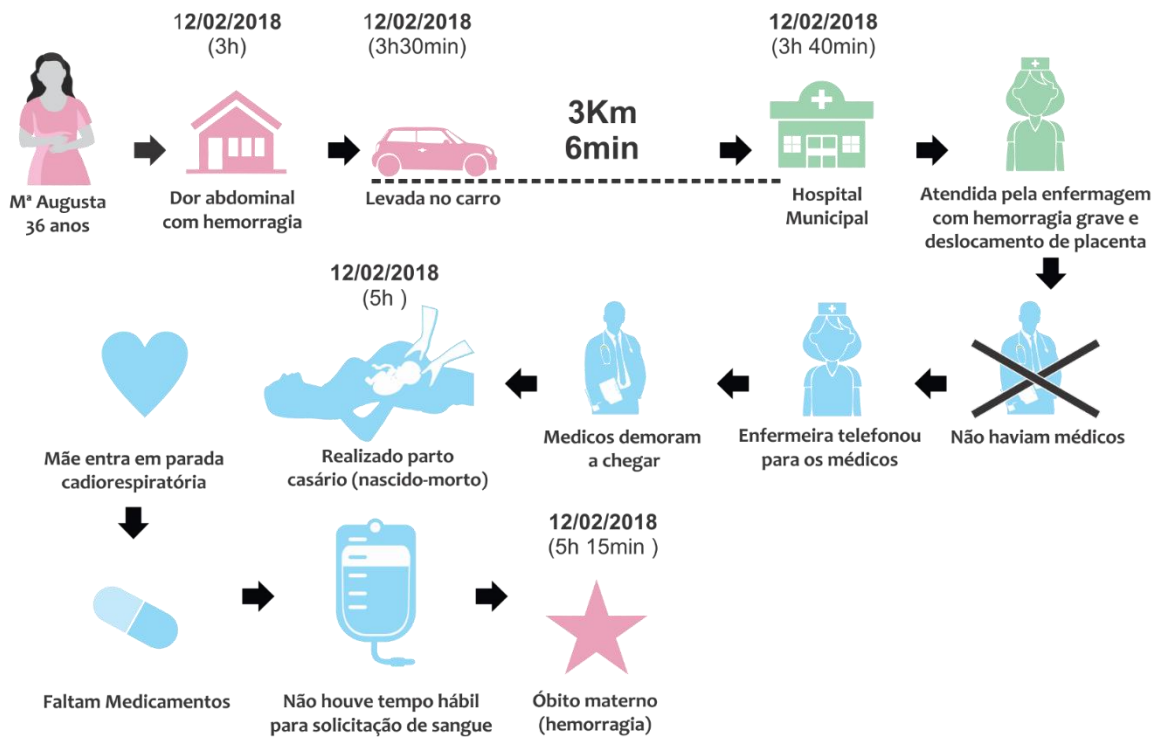 12/02/2018
(3h)
12/02/2018
(3h30min)
12/02/2018
(3h 40min)
3Km
6min
Mª Augusta
36 anos
Dor abdominal
com hemorragia
Levada no carro
Hospital
Municipal
Atendida pela enfermagem
com hemorragia grave e
deslocamento de placenta
Não haviam médicos
Enfermeira telefonou
para os médicos
Medicos demoram
a chegar
12/02/2018
(5h )
Realizado parto
casário (nascido-morto)
Mãe entra em parada
cadiorespiratória
Faltam Medicamentos
Não houve tempo hábil
para solicitação de sangue
12/02/2018
(5h 15min )
Óbito materno
(hemorragia)